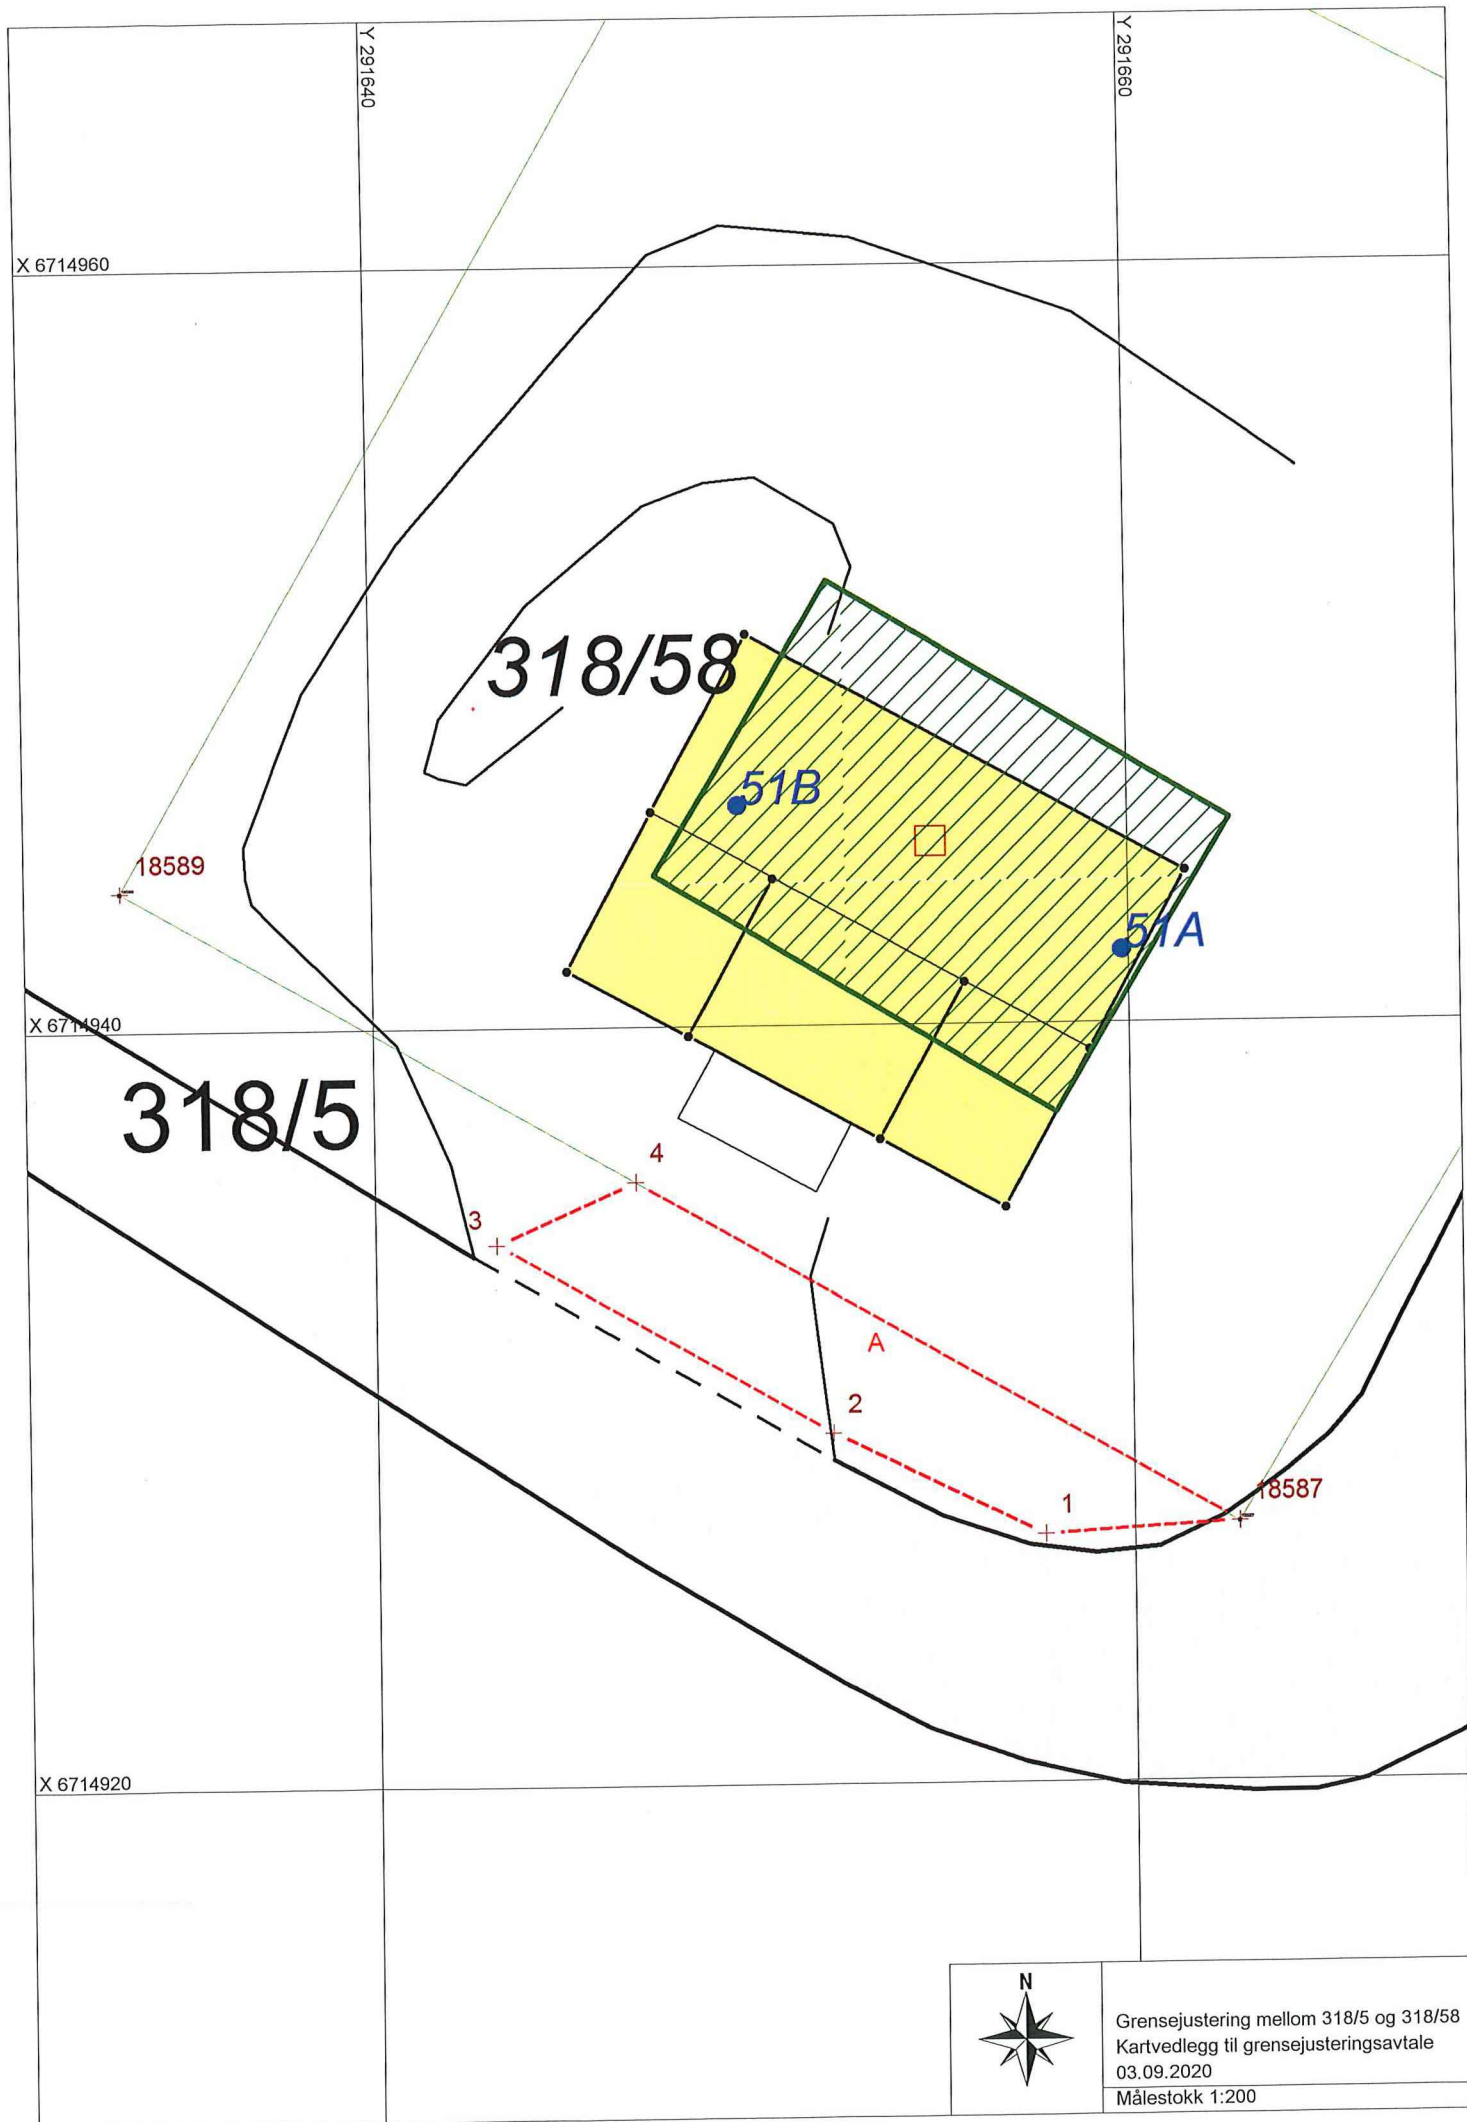 Y 291640
Y 291660
X 6714960
318/58
51B
18589
51A
X 6714940
318/5
4
3
A
2
1
18587
X 6714920
N
Grensejustering mellom 318/5 og 318/58
Kartvedlegg til grensejusteringsavtale
03.09.2020
Målestokk 1:200